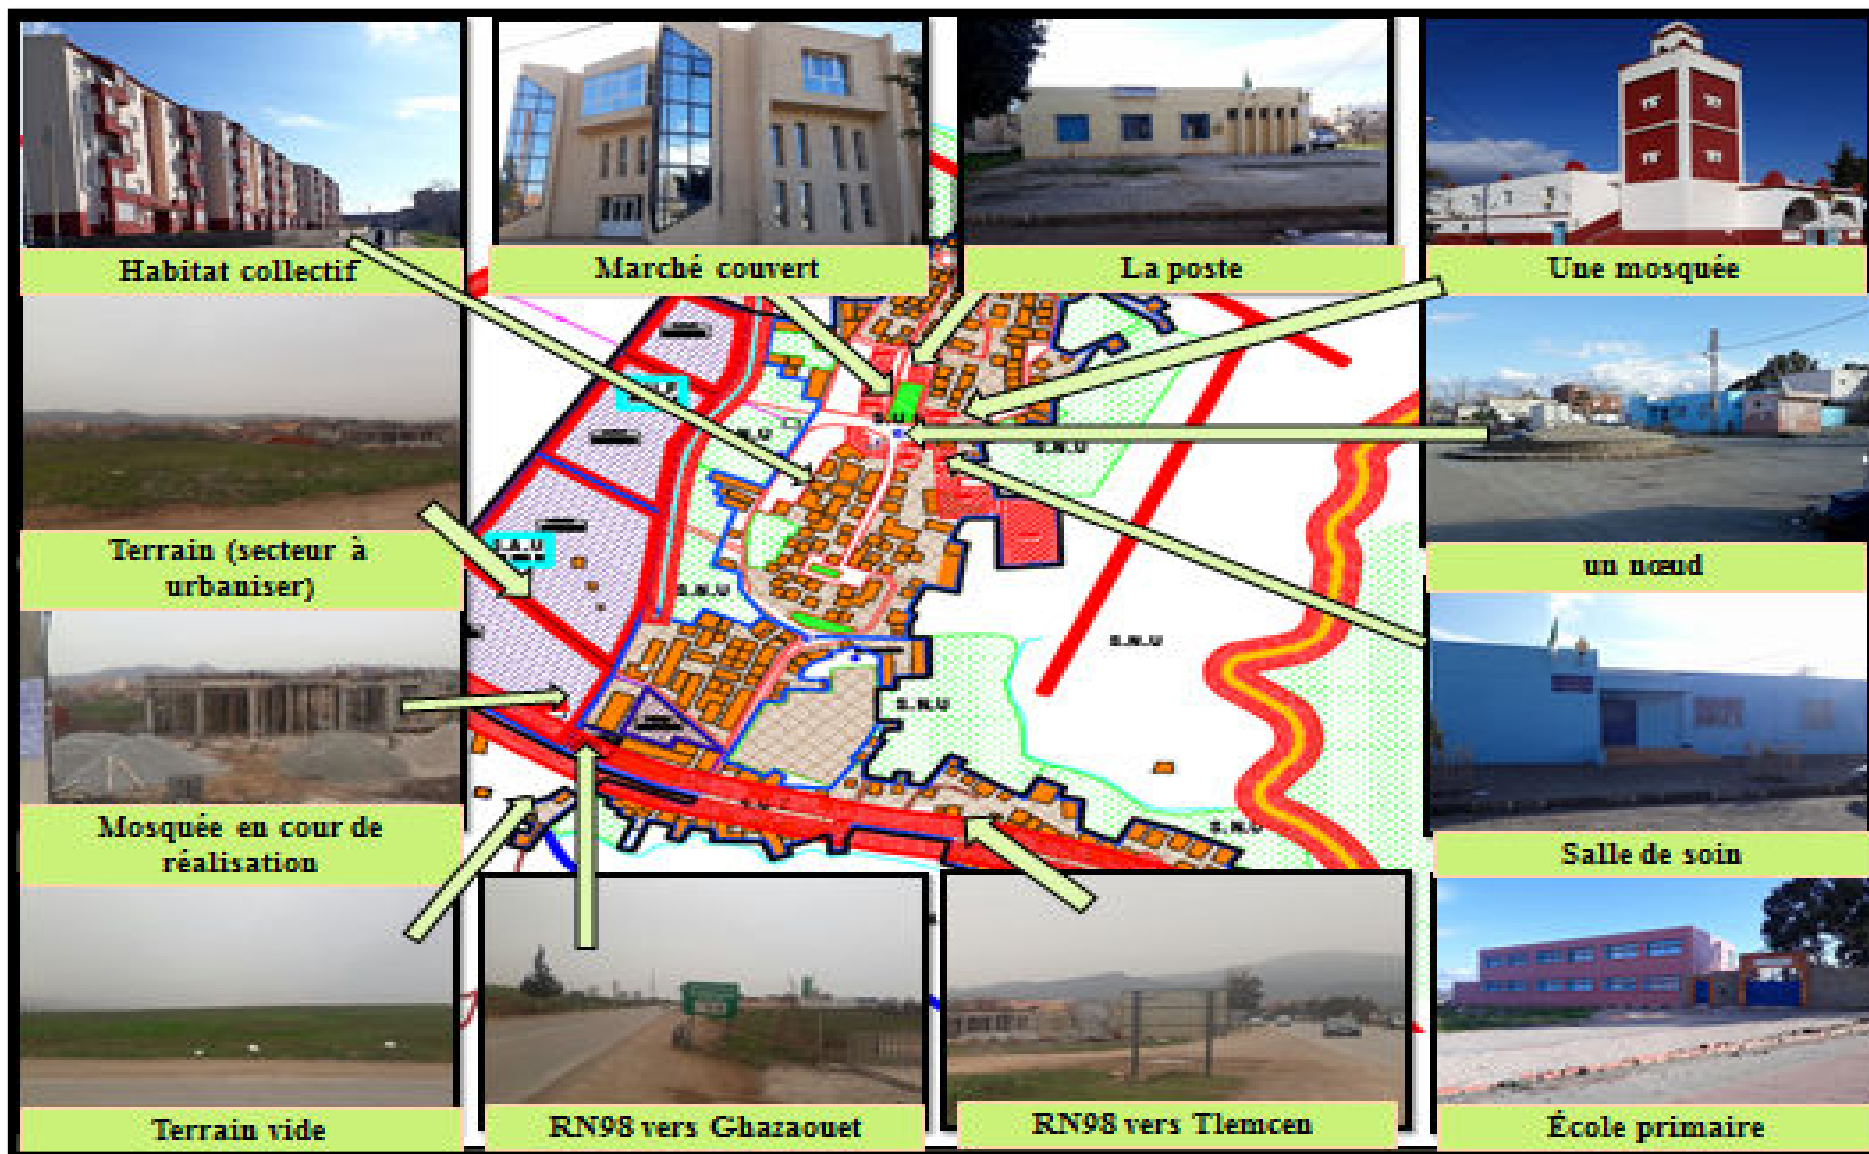 Habitat collectif
Marché couvert
La poste
Une mosquée
Terrain (secteur à
urbaniser)
un nœud
Mosquée en cour de
réalisation
Salle de soin
Terrain vide
RN98 vers Ghazaouet
RN98 vers Tlemcen
École primaire
S.U.N
N.U
S.N.U
S.A.U
S.N.U
S.N.U
S.N.U
S.N.U